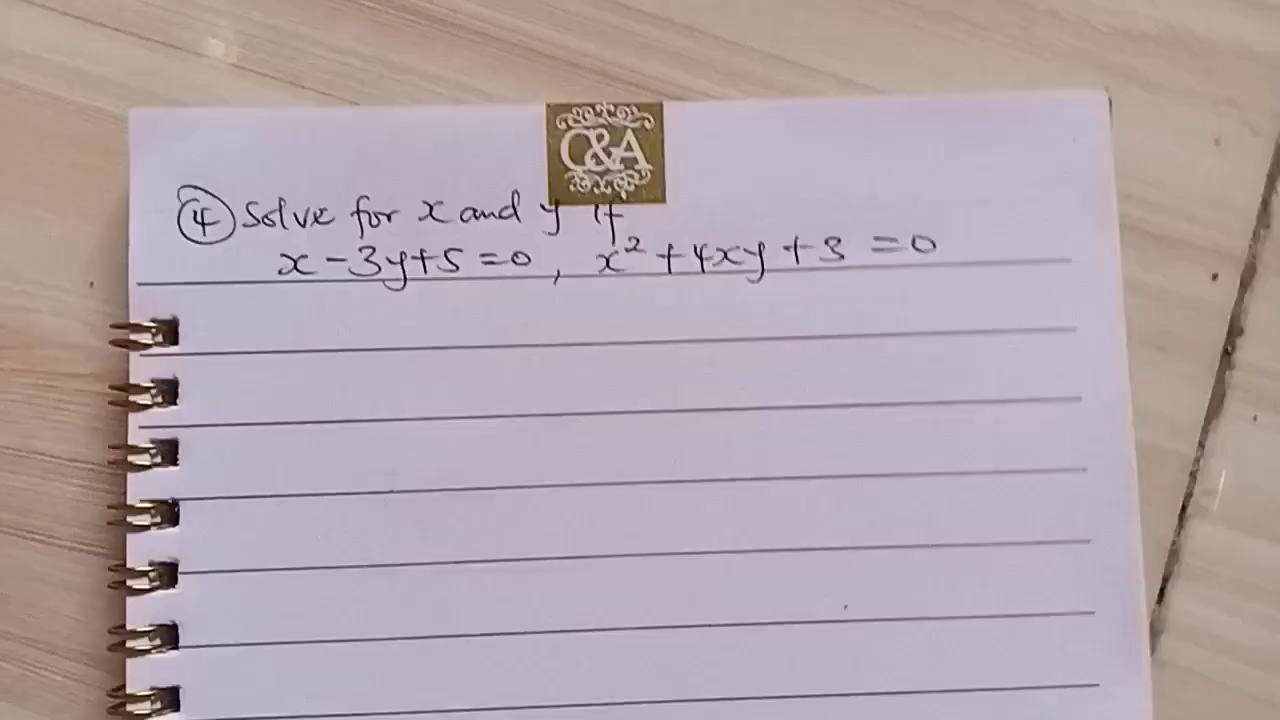 C&A
④ Solve for x and y if
x - 3y + 5 = 0, x² + 4xy + 3 = 0